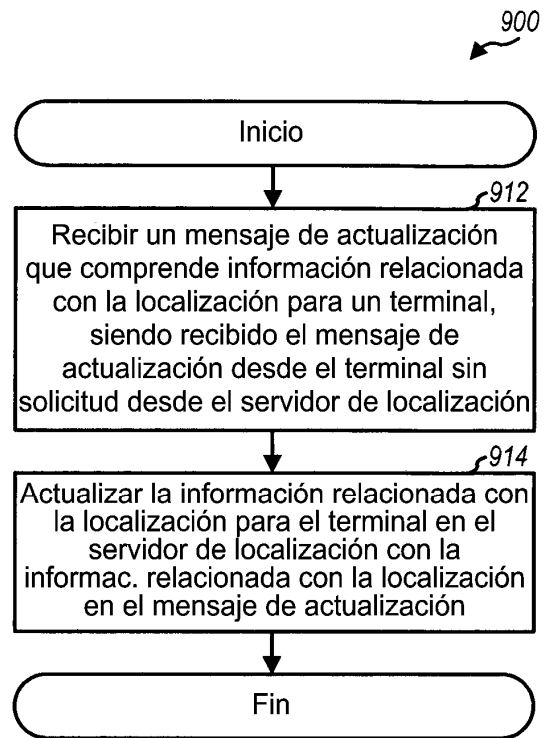 900
Inicio
912
Recibir un mensaje de actualización
que comprende información relacionada
con la localización para un terminal,
siendo recibido el mensaje de
actualización desde el terminal sin
solicitud desde el servidor de localización
914
Actualizar la información relacionada con
la localización para el terminal en el
servidor de localización con la
informac. relacionada con la localización
en el mensaje de actualización
Fin